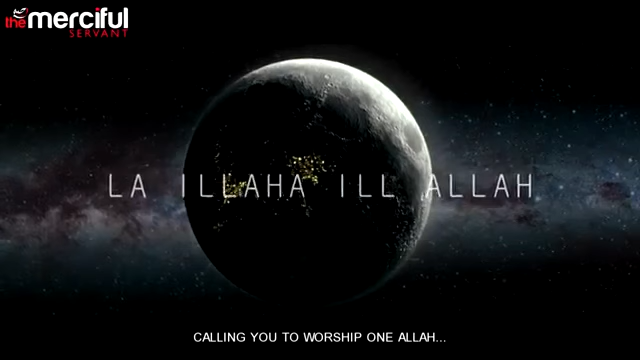 the merciful
SERVANT
LA ILLAHA ILL ALLAH
CALLING YOU TO WORSHIP ONE ALLAH...